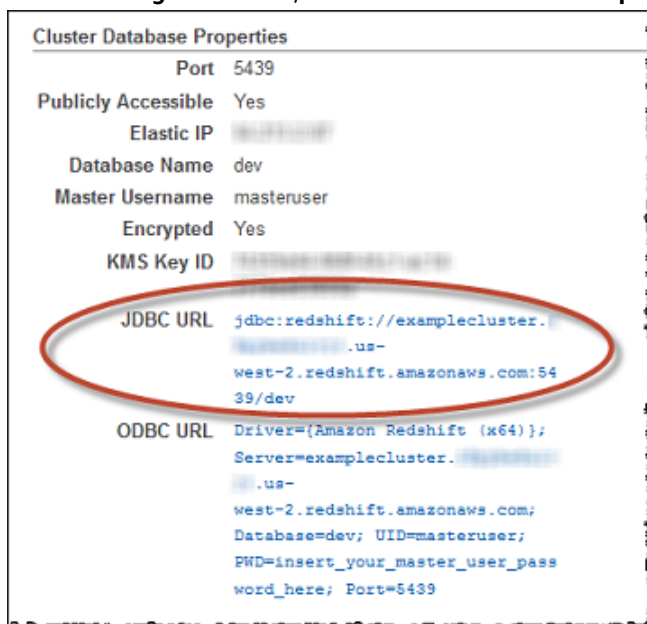 Cluster Database Properties
Port 5439
Publicly Accessible Yes
Elastic IP
Database Name dev
Master Username masteruser
Encrypted Yes
KMS Key ID
JDBC URL jdbc:redshift://examplecluster.
.us-
west-2.redshift.amazonaws.com:54
39/dev
ODBC URL Driver={Amazon Redshift (x64)};
Server=examplecluster.
.us-
west-2.redshift.amazonaws.com;
Database=dev; UID=masteruser;
PWD=insert_your_master_user_pass
word_here; Port=5439